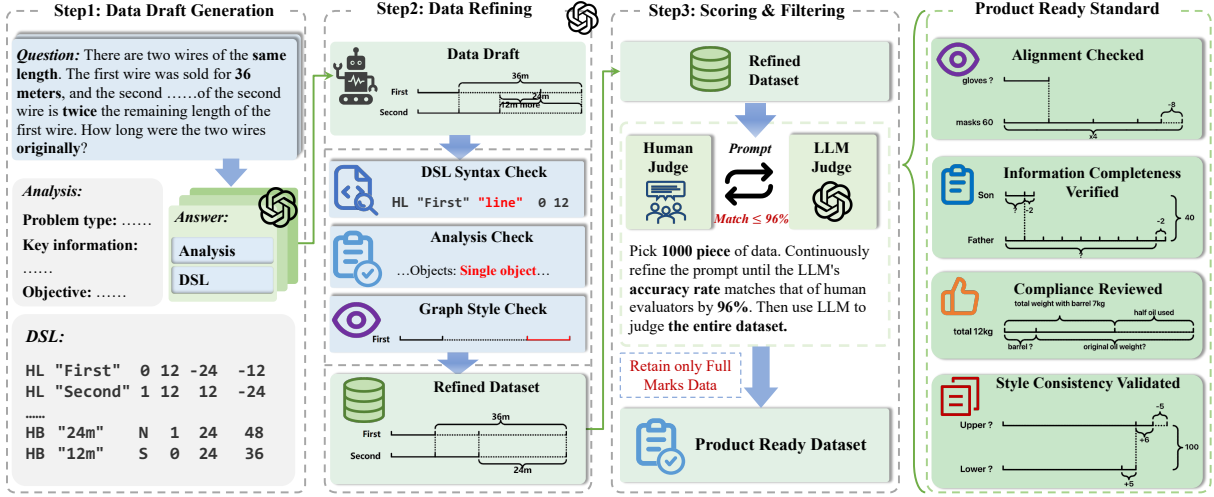 Step1: Data Draft Generation
Question: There are two wires of the same
length. The first wire was sold for 36
meters, and the second ……of the second
wire is twice the remaining length of the
first wire. How long were the two wires
originally?
Analysis:
Problem type: ……
Key information:
……
Objective: ……
Answer:
Analysis
DSL
DSL:
HL "First" 0 12 -24 -12
HL "Second" 1 12 12 -24
……
HB "24m" N 1 24 48
HB "12m" S 0 24 36
Step2: Data Refining
Data Draft
36m
First
24m
12m more
Second
DSL Syntax Check
HL "First" "line" 0 12
Analysis Check
…Objects: Single object…
Graph Style Check
First
Refined Dataset
36m
First
Second
24m
Step3: Scoring & Filtering
Refined
Dataset
Human
Judge
Prompt
Match ≤ 96%
LLM
Judge
Pick 1000 piece of data. Continuously
refine the prompt until the LLM's
accuracy rate matches that of human
evaluators by 96%. Then use LLM to
judge the entire dataset.
Retain only Full
Marks Data
Product Ready Dataset
Product Ready Standard
Alignment Checked
gloves ?
-8
masks 60
x4
Information Completeness
Verified
Son
? -2
-2
40
Father
?
Compliance Reviewed
total weight with barrel 7kg
half oil used
total 12kg
barrel ?
original oil weight?
Style Consistency Validated
-5
Upper ?
+6
100
Lower ?
+5